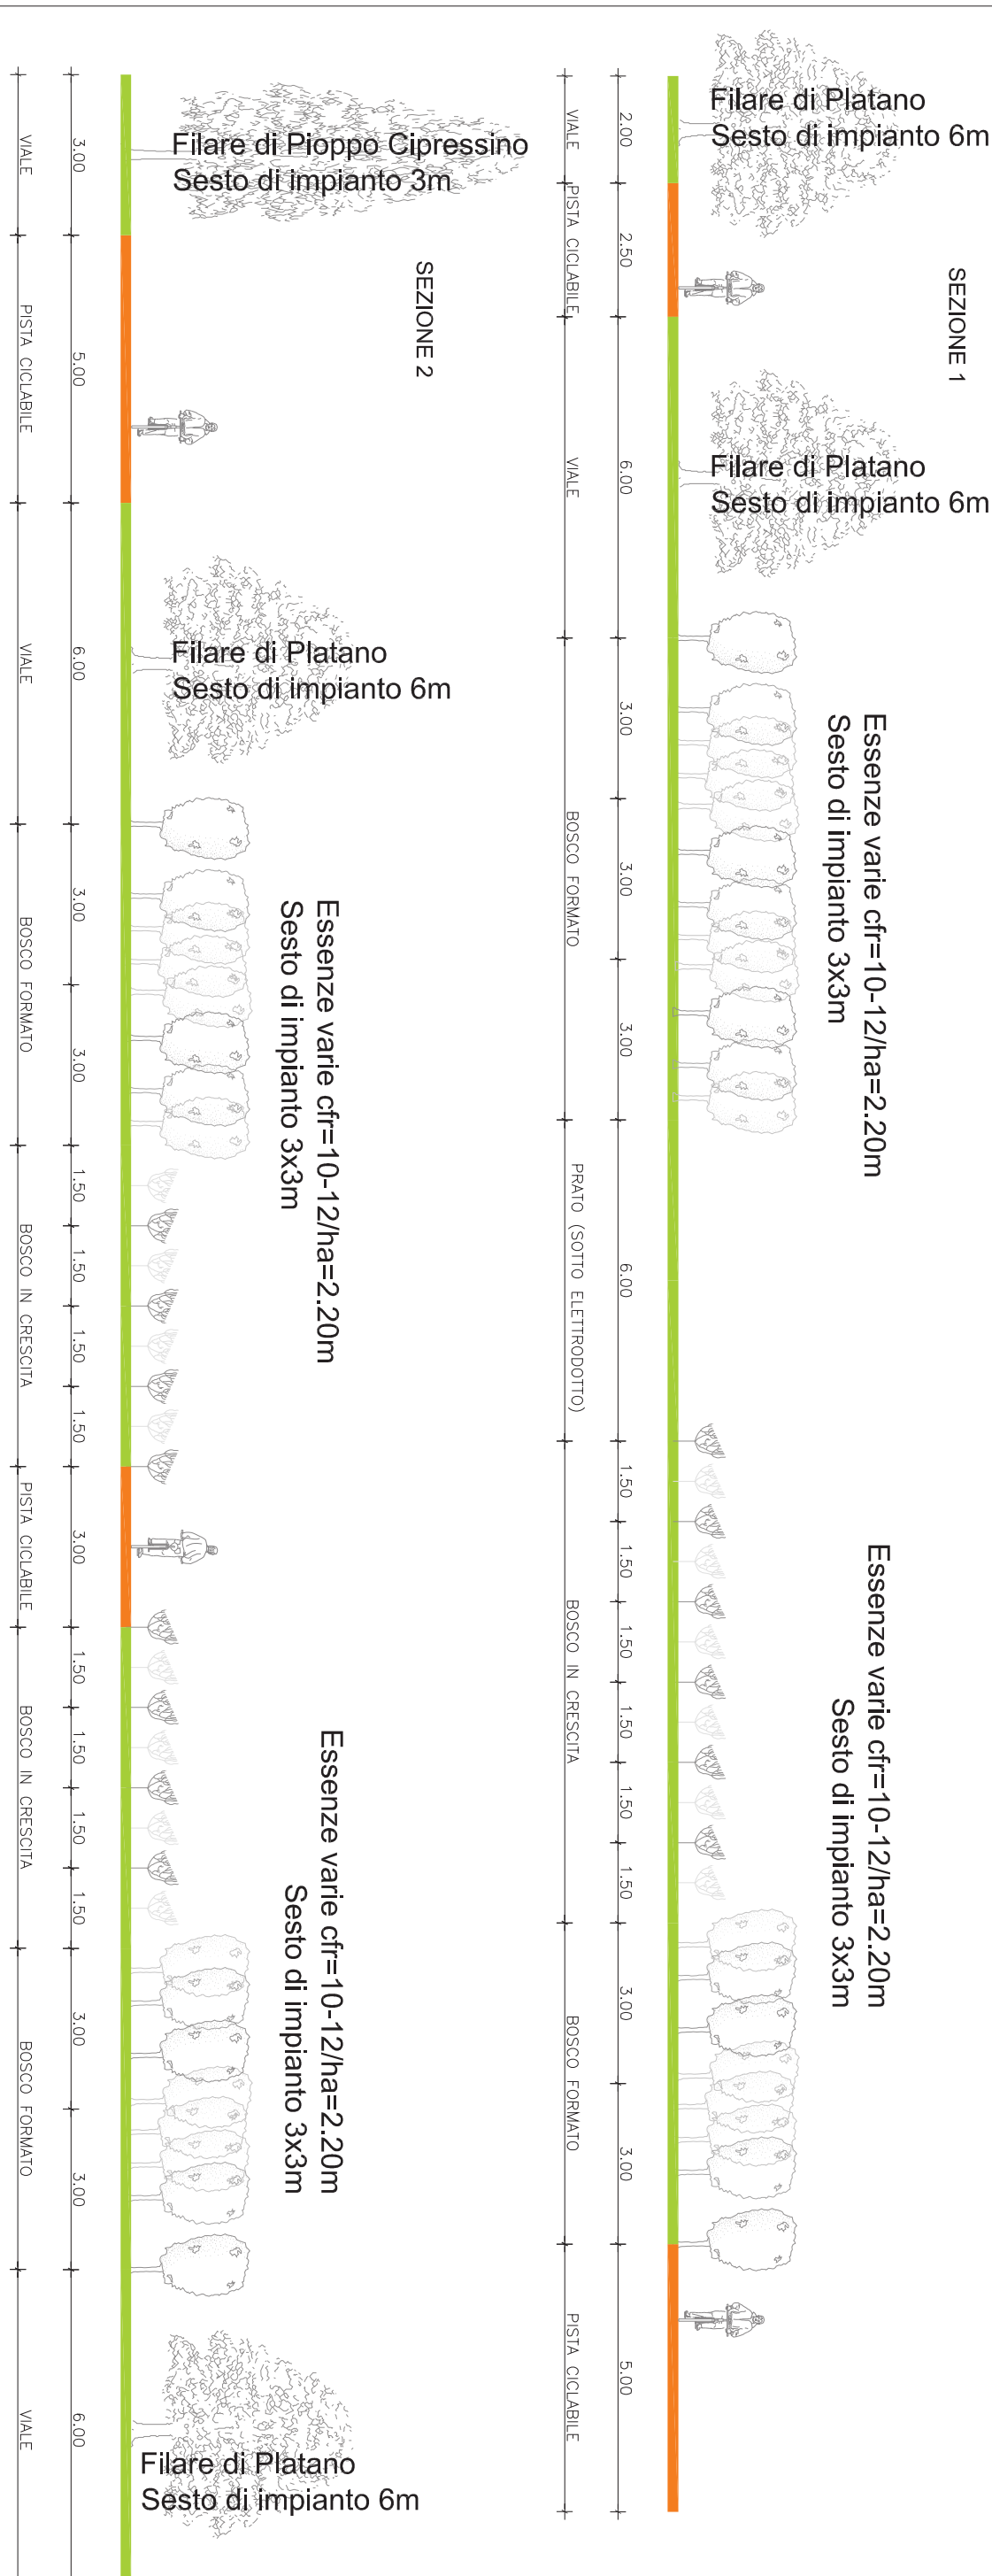 SEZIONE 1
Filare di Platano
Sesto di impianto 6m
Filare di Platano
Sesto di impianto 6m
Essenze varie cfr=10-12/ha=2.20m
Sesto di impianto 3x3m
Essenze varie cfr=10-12/ha=2.20m
Sesto di impianto 3x3m
2.00
2.50
6.00
3.00
3.00
3.00
6.00
1.50
1.50
1.50
1.50
1.50
1.50
3.00
3.00
5.00
VIALE
PISTA CICLABILE
VIALE
BOSCO FORMATO
PRATO (SOTTO ELETTRODOTTO)
BOSCO IN CRESCITA
BOSCO FORMATO
PISTA CICLABILE
SEZIONE 2
Filare di Pioppo Cipressino
Sesto di impianto 3m
Filare di Platano
Sesto di impianto 6m
Essenze varie cfr=10-12/ha=2.20m
Sesto di impianto 3x3m
Essenze varie cfr=10-12/ha=2.20m
Sesto di impianto 3x3m
Filare di Platano
Sesto di impianto 6m
3.00
5.00
6.00
3.00
3.00
1.50
1.50
1.50
1.50
3.00
1.50
1.50
1.50
1.50
3.00
3.00
6.00
VIALE
PISTA CICLABILE
VIALE
BOSCO FORMATO
BOSCO IN CRESCITA
PISTA CICLABILE
BOSCO IN CRESCITA
BOSCO FORMATO
VIALE